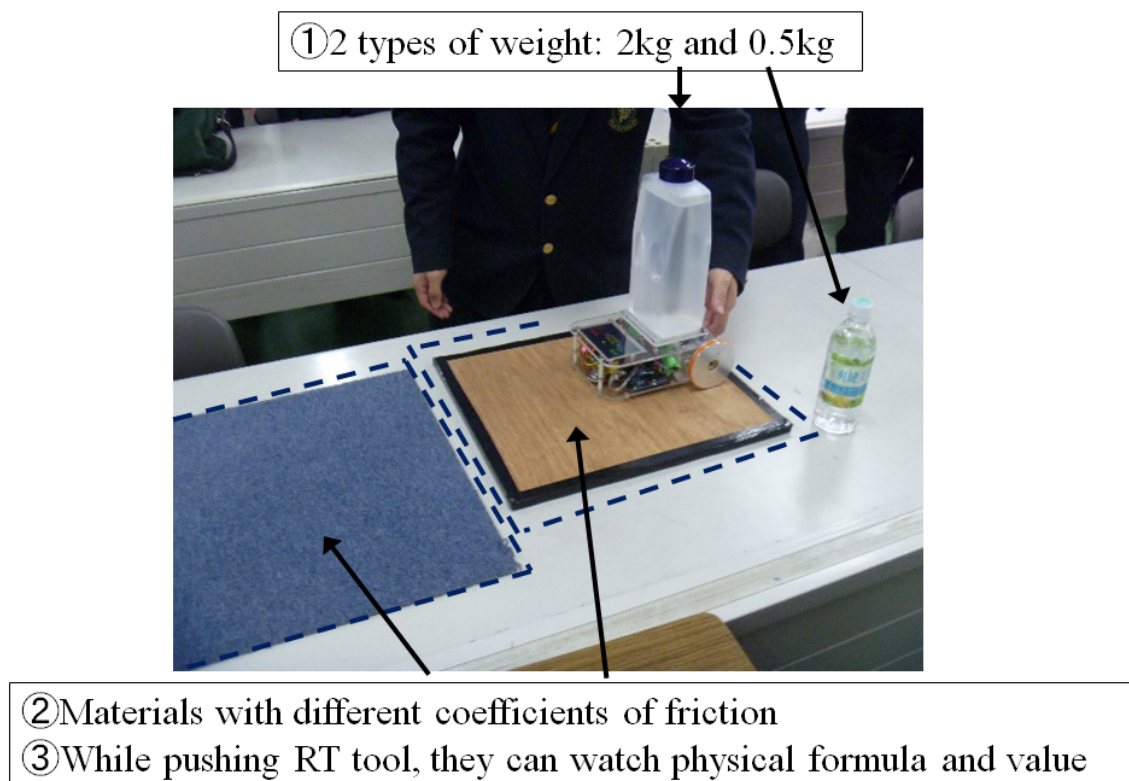 ①2 types of weight: 2kg and 0.5kg
②Materials with different coefficients of friction
③While pushing RT tool, they can watch physical formula and value